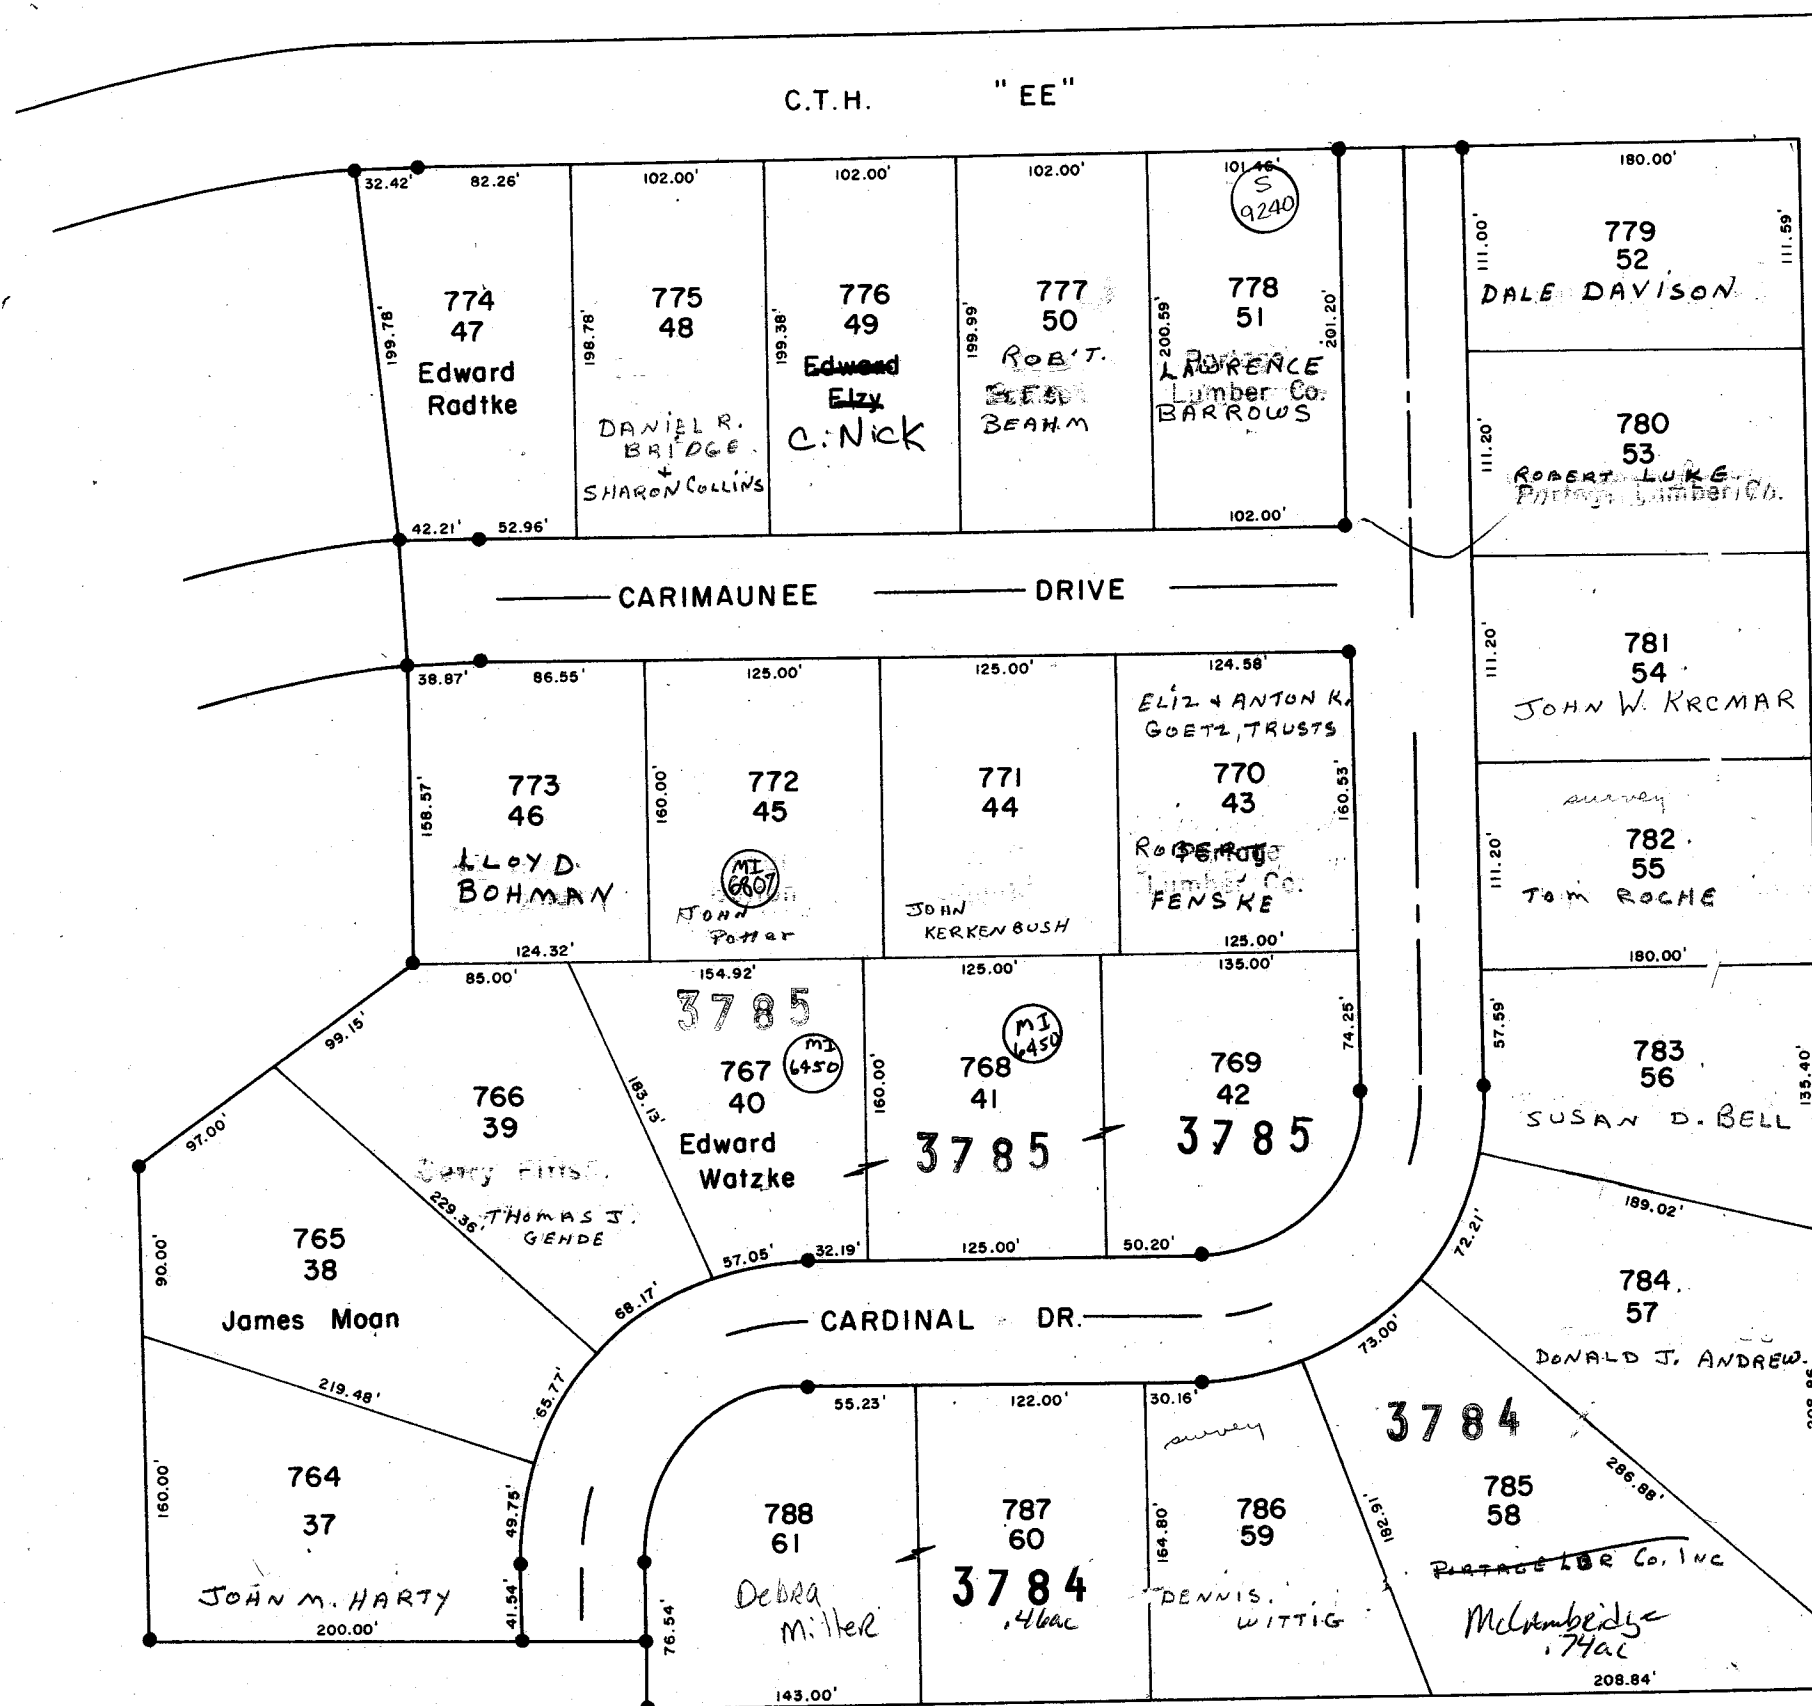 C.T.H. "EE"
32.42' 82.26' 102.00' 102.00' 102.00' 101.46' 180.00'
S
9240
199.78'
774
47
Edward
Radtke
198.78'
775
48
DANIEL R.
BRIDGE
+
SHARON COLLINS
199.38'
776
49
Edward
Elzy
C. NICK
199.99'
777
50
ROB'T.
BEAHM
200.59'
778
51
LAWRENCE
Lumber Co.
BARROWS
201.20'
111.00'
779
52
DALE DAVISON
111.59'
111.20'
780
53
ROBERT LUKE
Portage Lumber Co.
42.21' 52.96' 102.00'
CARIMAUNEE DRIVE
111.20'
781
54
JOHN W. KRCMAR
38.87' 86.55' 125.00' 125.00' 124.58'
158.57'
773
46
LLOYD
BOHMAN
124.32'
160.00'
772
45
MI
6807
JOHN
Potter
771
44
JOHN
KERKENBUSH
ELIZ & ANTON K.
GOETZ, TRUSTS
770
43
ROBERT
Portage
Lumber Co.
FENSKE
125.00'
160.53'
survey
111.20'
782
55
TOM ROCHE
180.00'
85.00' 154.92' 125.00' 135.00'
99.15'
97.00'
766
39
THOMAS J.
GEHDE
229.36'
183.13'
3785
767
40
MI
6450
Edward
Watzke
160.00'
768
41
MI
6450
3785
769
42
3785
74.25'
57.59'
783
56
SUSAN D. BELL
135.40'
189.02'
90.00'
765
38
James Moan
219.48'
68.17'
57.05' 32.19' 125.00' 50.20'
72.21'
73.00'
CARDINAL DR.
784
57
DONALD J. ANDREW.
208.86'
286.88'
65.77'
160.00'
764
37
JOHN M. HARTY
200.00'
49.75'
41.54'
55.23' 122.00' 30.16'
788
61
Debra
Miller
76.54'
143.00'
787
60
3784
.46ac
survey
164.80'
786
59
DENNIS
WITTIG
182.91'
3784
785
58
PORTAGE LBR Co. INC
.74ac
208.84'